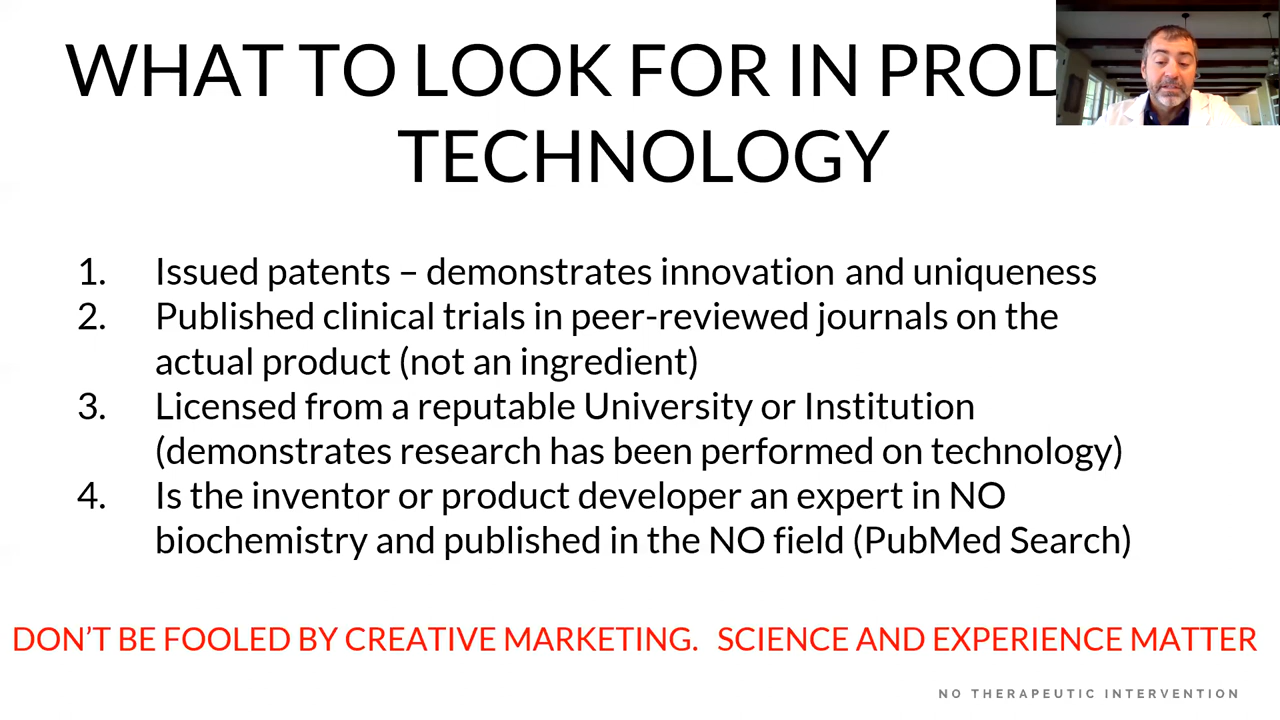 WHAT TO LOOK FOR IN PROD
TECHNOLOGY
1. Issued patents – demonstrates innovation and uniqueness
2. Published clinical trials in peer-reviewed journals on the
actual product (not an ingredient)
3. Licensed from a reputable University or Institution
(demonstrates research has been performed on technology)
4. Is the inventor or product developer an expert in NO
biochemistry and published in the NO field (PubMed Search)
DON’T BE FOOLED BY CREATIVE MARKETING. SCIENCE AND EXPERIENCE MATTER
NO THERAPEUTIC INTERVENTION